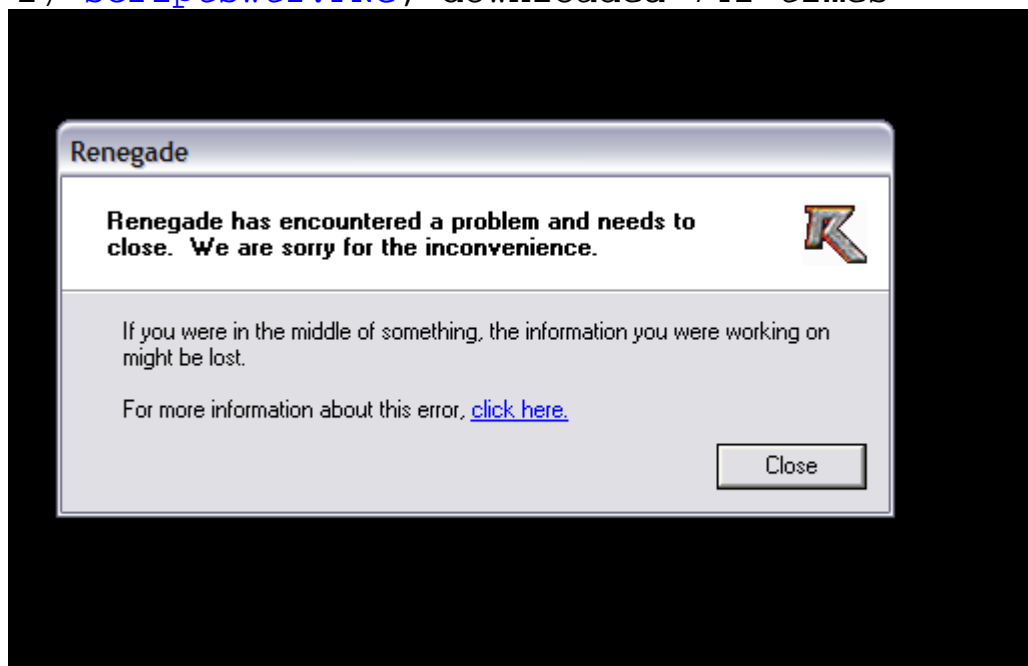 Renegade
Renegade has encountered a problem and needs to
close.  We are sorry for the inconvenience.
If you were in the middle of something, the information you were working on
might be lost.
For more information about this error, click here.
Close